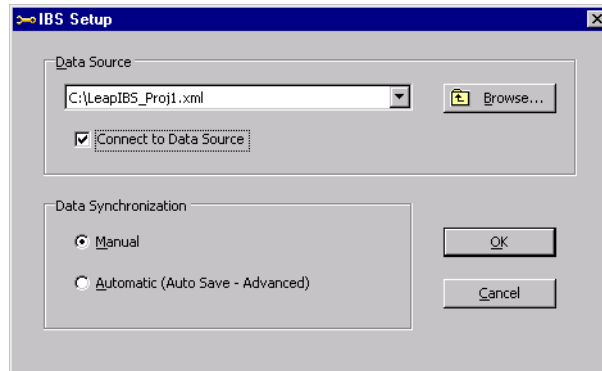 IBS Setup
Data Source
C:\LeapIBS_Proj1.xml
Browse...
Connect to Data Source
Data Synchronization
Manual
OK
Automatic (Auto Save - Advanced)
Cancel